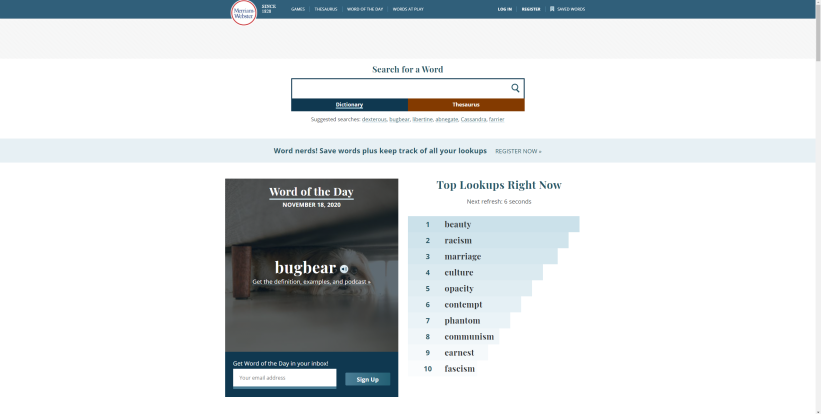 Merriam-
Webster
SINCE
1828
GAMES | THESAURUS | WORD OF THE DAY | WORDS AT PLAY
LOG IN | REGISTER | SAVED WORDS
Search for a Word
Dictionary
Thesaurus
Suggested searches: dexterous, bugbear, libertine, abnegate, Cassandra, farrier
Word nerds! Save words plus keep track of all your lookups REGISTER NOW »
Word of the Day
NOVEMBER 18, 2020
bugbear
Get the definition, examples, and podcast »
Get Word of the Day in your inbox!
Your email address
Sign Up
Top Lookups Right Now
Next refresh: 6 seconds
1 beauty
2 racism
3 marriage
4 culture
5 opacity
6 contempt
7 phantom
8 communism
9 earnest
10 fascism